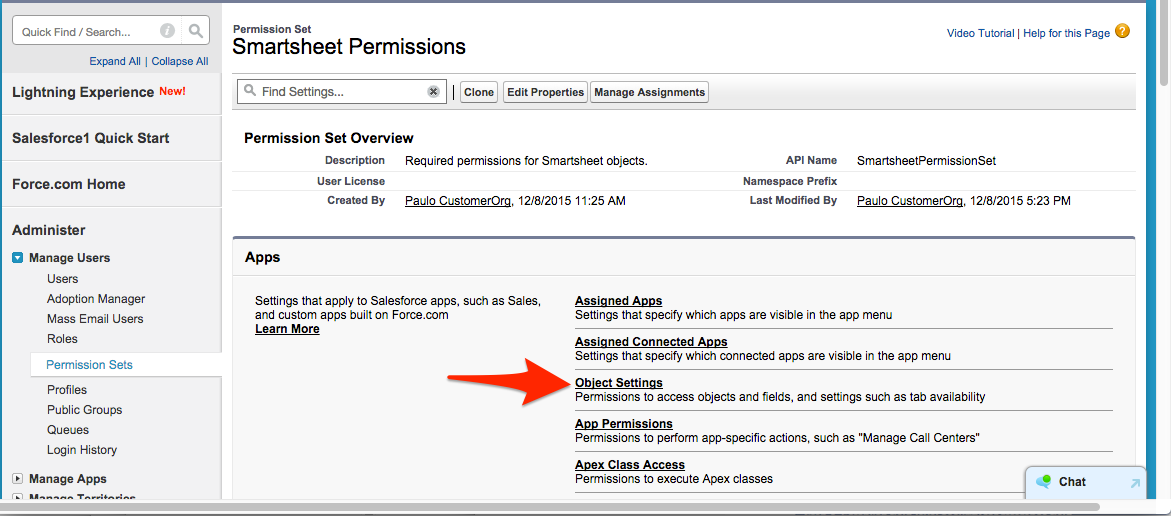 Quick Find / Search...
Expand All | Collapse All
Lightning Experience New!
Salesforce1 Quick Start
Force.com Home
Administer
Manage Users
Users
Adoption Manager
Mass Email Users
Roles
Permission Sets
Profiles
Public Groups
Queues
Login History
Manage Apps
Manage Territories
Permission Set
Smartsheet Permissions
Video Tutorial | Help for this Page ?
Find Settings...
Clone
Edit Properties
Manage Assignments
Permission Set Overview
Description Required permissions for Smartsheet objects.
API Name SmartsheetPermissionSet
User License
Namespace Prefix
Created By Paulo CustomerOrg, 12/8/2015 11:25 AM
Last Modified By Paulo CustomerOrg, 12/8/2015 5:23 PM
Apps
Settings that apply to Salesforce apps, such as Sales,
and custom apps built on Force.com
Learn More
Assigned Apps
Settings that specify which apps are visible in the app menu
Assigned Connected Apps
Settings that specify which connected apps are visible in the app menu
Object Settings
Permissions to access objects and fields, and settings such as tab availability
App Permissions
Permissions to perform app-specific actions, such as "Manage Call Centers"
Apex Class Access
Permissions to execute Apex classes
Chat